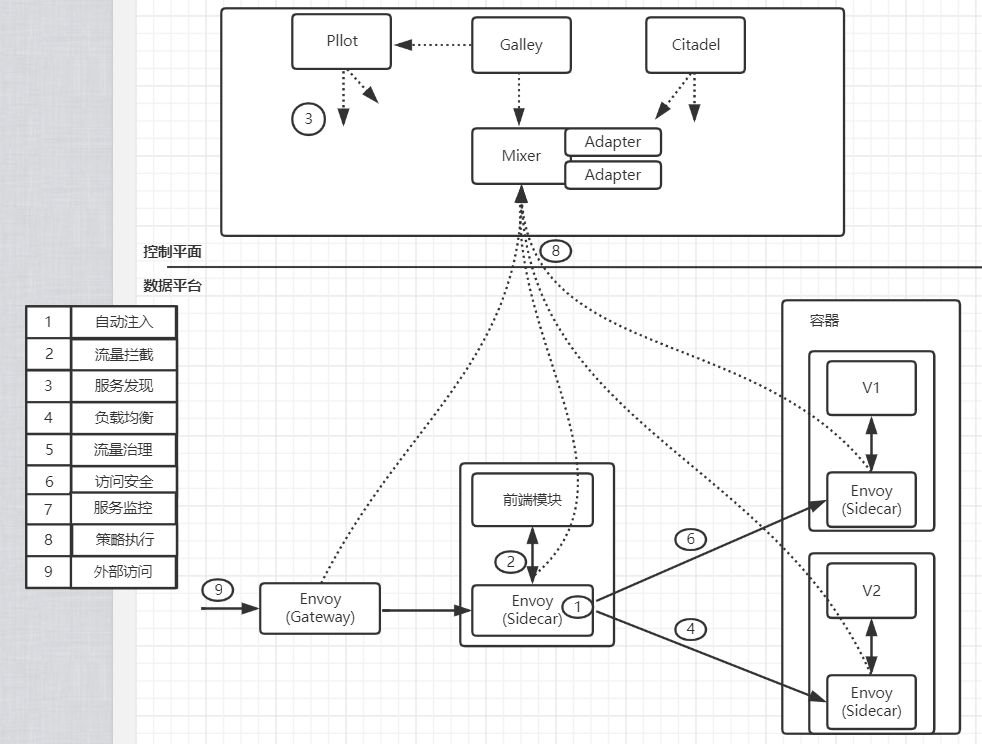 Pllot
Galley
Citadel
3
Mixer
Adapter
Adapter
控制平面
8
数据平台
1 自动注入
2 流量拦截
3 服务发现
4 负载均衡
5 流量治理
6 访问安全
7 服务监控
8 策略执行
9 外部访问
9
Envoy
(Gateway)
前端模块
2
Envoy
(Sidecar)
1
6
4
容器
V1
Envoy
(Sidecar)
V2
Envoy
(Sidecar)